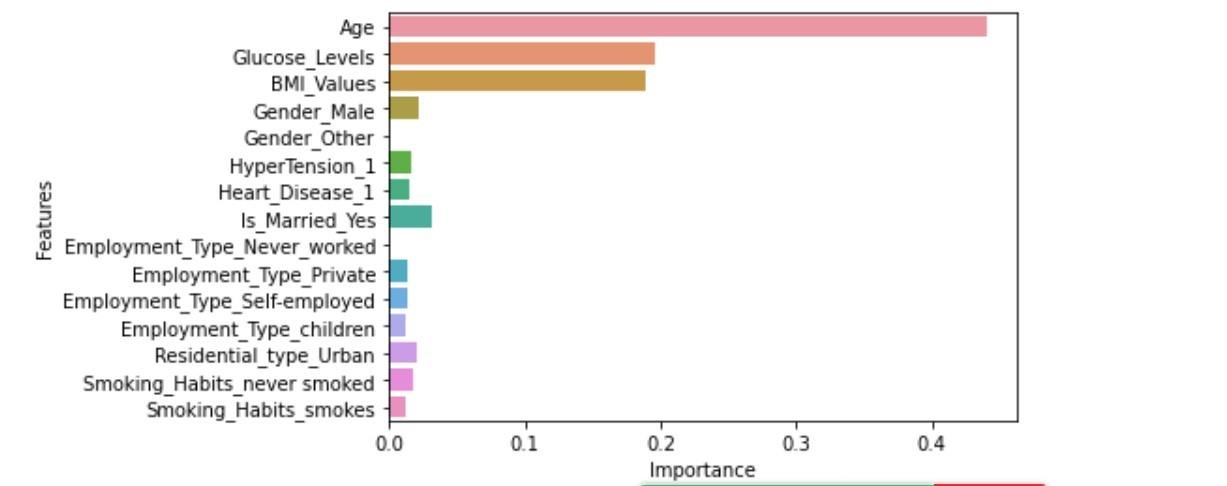 Age
Glucose_Levels
BMI_Values
Gender_Male
Gender_Other
HyperTension_1
Heart_Disease_1
Is_Married_Yes
Employment_Type_Never_worked
Employment_Type_Private
Employment_Type_Self-employed
Employment_Type_children
Residential_type_Urban
Smoking_Habits_never smoked
Smoking_Habits_smokes
Features
0.0 0.1 0.2 0.3 0.4
Importance